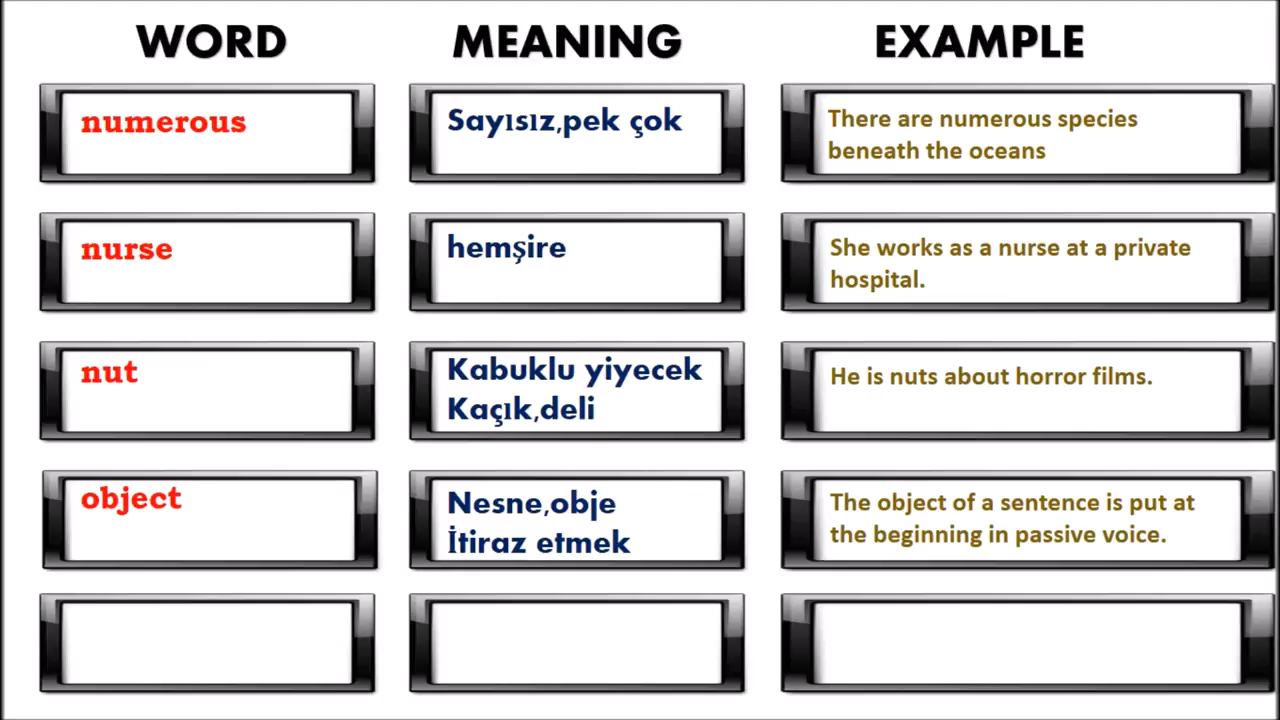 WORD MEANING EXAMPLE
numerous
Sayısız,pek çok
There are numerous species
beneath the oceans
nurse
hemşire
She works as a nurse at a private
hospital.
nut
Kabuklu yiyecek
Kaçık,deli
He is nuts about horror films.
object
Nesne,obje
İtiraz etmek
The object of a sentence is put at
the beginning in passive voice.